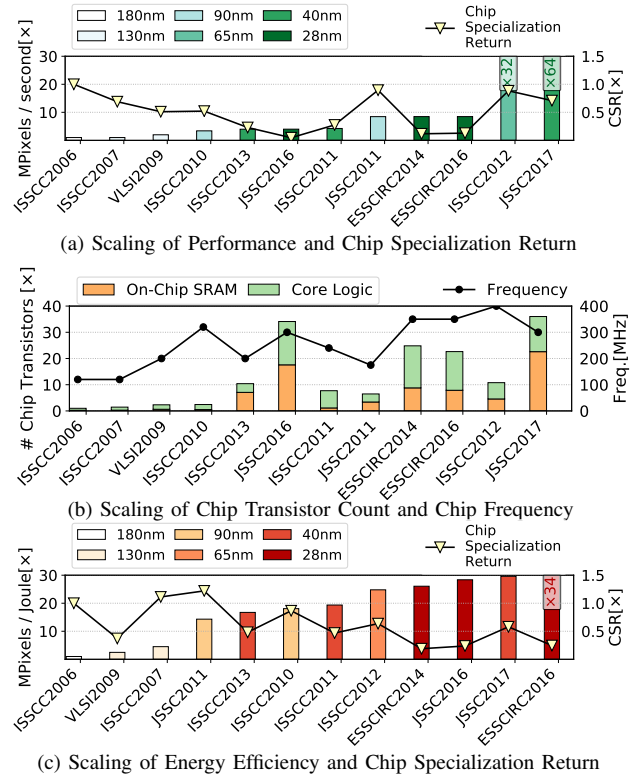 180nm 90nm 40nm
130nm 65nm 28nm
Chip
Specialization
Return
MPixels / second[×]
30
20
10
×32
×64
1.5
1.0
0.5
CSR[×]
ISSCC2006
ISSCC2007
VLSI2009
ISSCC2010
ISSCC2013
JSSC2016
ISSCC2011
JSSC2011
ESSCIRC2014
ESSCIRC2016
ISSCC2012
JSSC2017
(a) Scaling of Performance and Chip Specialization Return
On-Chip SRAM Core Logic Frequency
# Chip Transistors [×]
40
30
20
10
0
400
300
200
100
0
Freq.[MHz]
ISSCC2006
ISSCC2007
VLSI2009
ISSCC2010
ISSCC2013
JSSC2016
ISSCC2011
JSSC2011
ESSCIRC2014
ESSCIRC2016
ISSCC2012
JSSC2017
(b) Scaling of Chip Transistor Count and Chip Frequency
180nm 90nm 40nm
130nm 65nm 28nm
Chip
Specialization
Return
MPixels / Joule[×]
30
20
10
×34
1.5
1.0
0.5
CSR[×]
ISSCC2006
VLSI2009
ISSCC2007
JSSC2011
ISSCC2013
ISSCC2010
ISSCC2011
ISSCC2012
ESSCIRC2014
JSSC2016
JSSC2017
ESSCIRC2016
(c) Scaling of Energy Efficiency and Chip Specialization Return